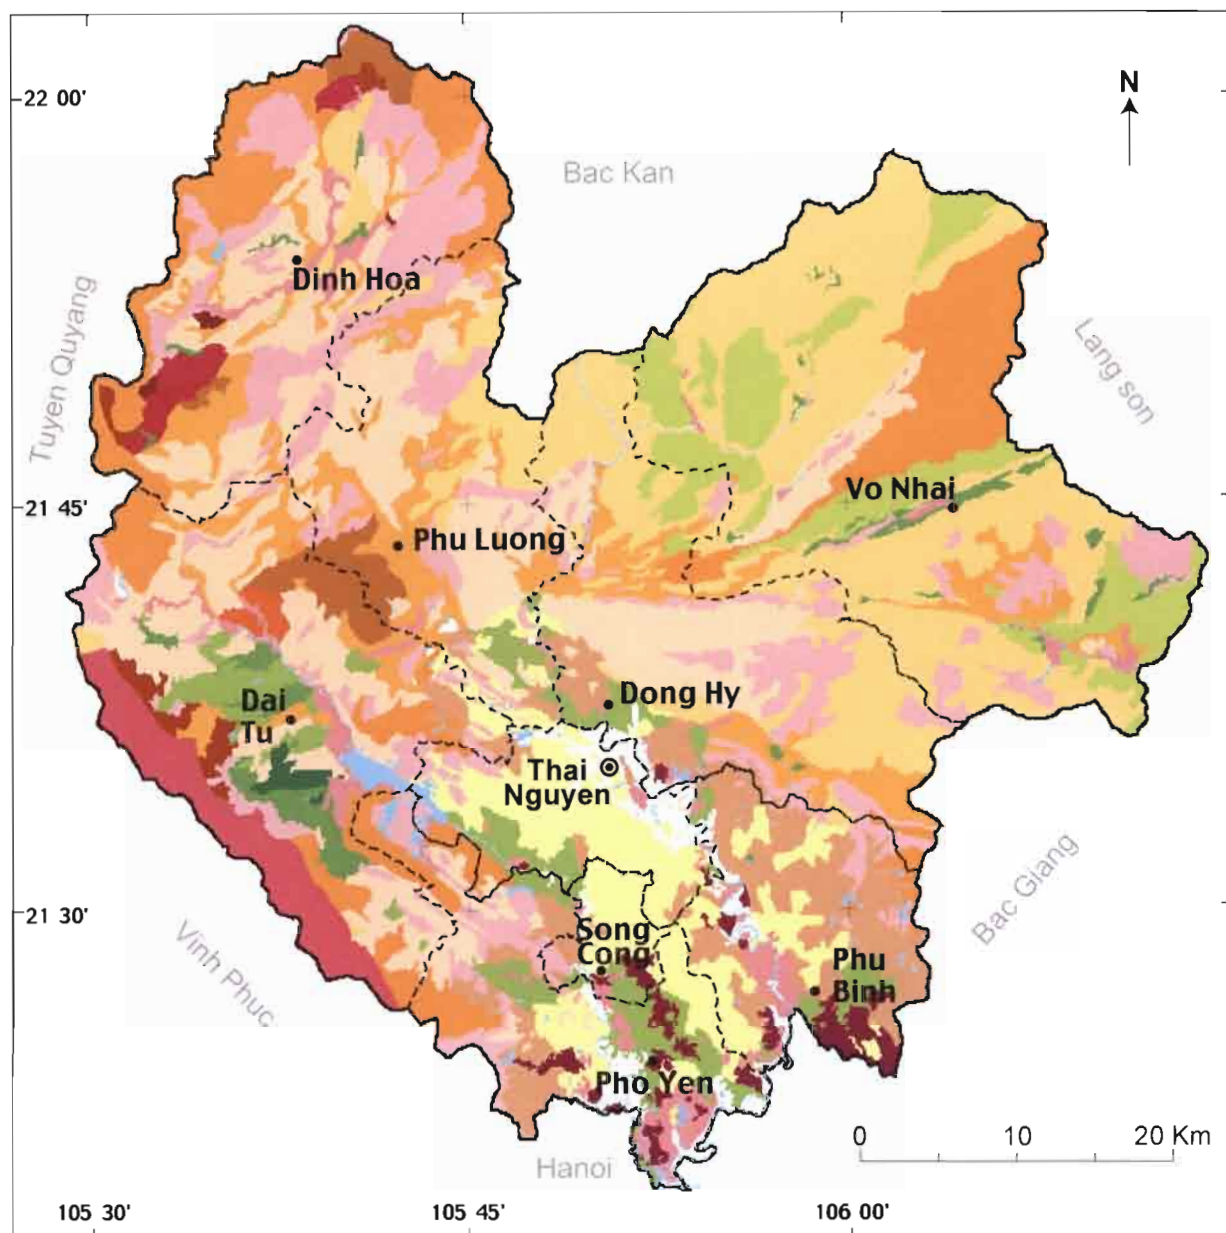 22 00'
N
Bac Kan
Dinh Hoa
Tuyen Quyang
Lang son
Vo Nhai
21 45'
Phu Luong
Dong Hy
Dai
Tu
Thai
Nguyen
Bac Giang
21 30'
Song
Cong
Vinh Phuc
Phu
Binh
Pho Yen
0 10 20 Km
Hanoi
105 30' 105 45' 106 00'